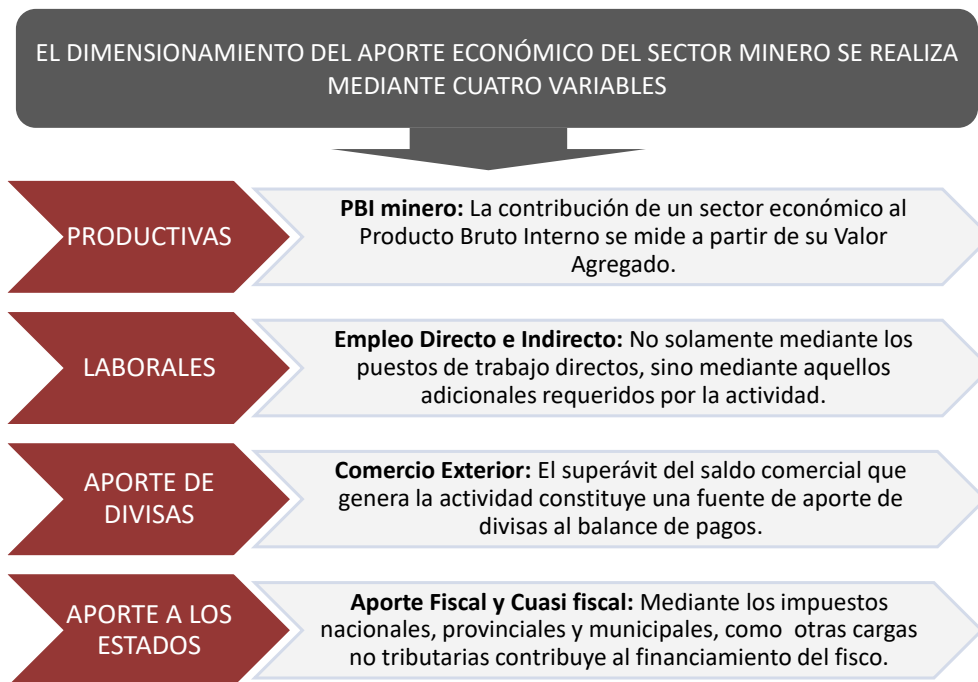 EL DIMENSIONAMIENTO DEL APORTE ECONÓMICO DEL SECTOR MINERO SE REALIZA
MEDIANTE CUATRO VARIABLES
PRODUCTIVAS
PBI minero: La contribución de un sector económico al
Producto Bruto Interno se mide a partir de su Valor
Agregado.
LABORALES
Empleo Directo e Indirecto: No solamente mediante los
puestos de trabajo directos, sino mediante aquellos
adicionales requeridos por la actividad.
APORTE DE
DIVISAS
Comercio Exterior: El superávit del saldo comercial que
genera la actividad constituye una fuente de aporte de
divisas al balance de pagos.
APORTE A LOS
ESTADOS
Aporte Fiscal y Cuasi fiscal: Mediante los impuestos
nacionales, provinciales y municipales, como  otras cargas
no tributarias contribuye al financiamiento del fisco.